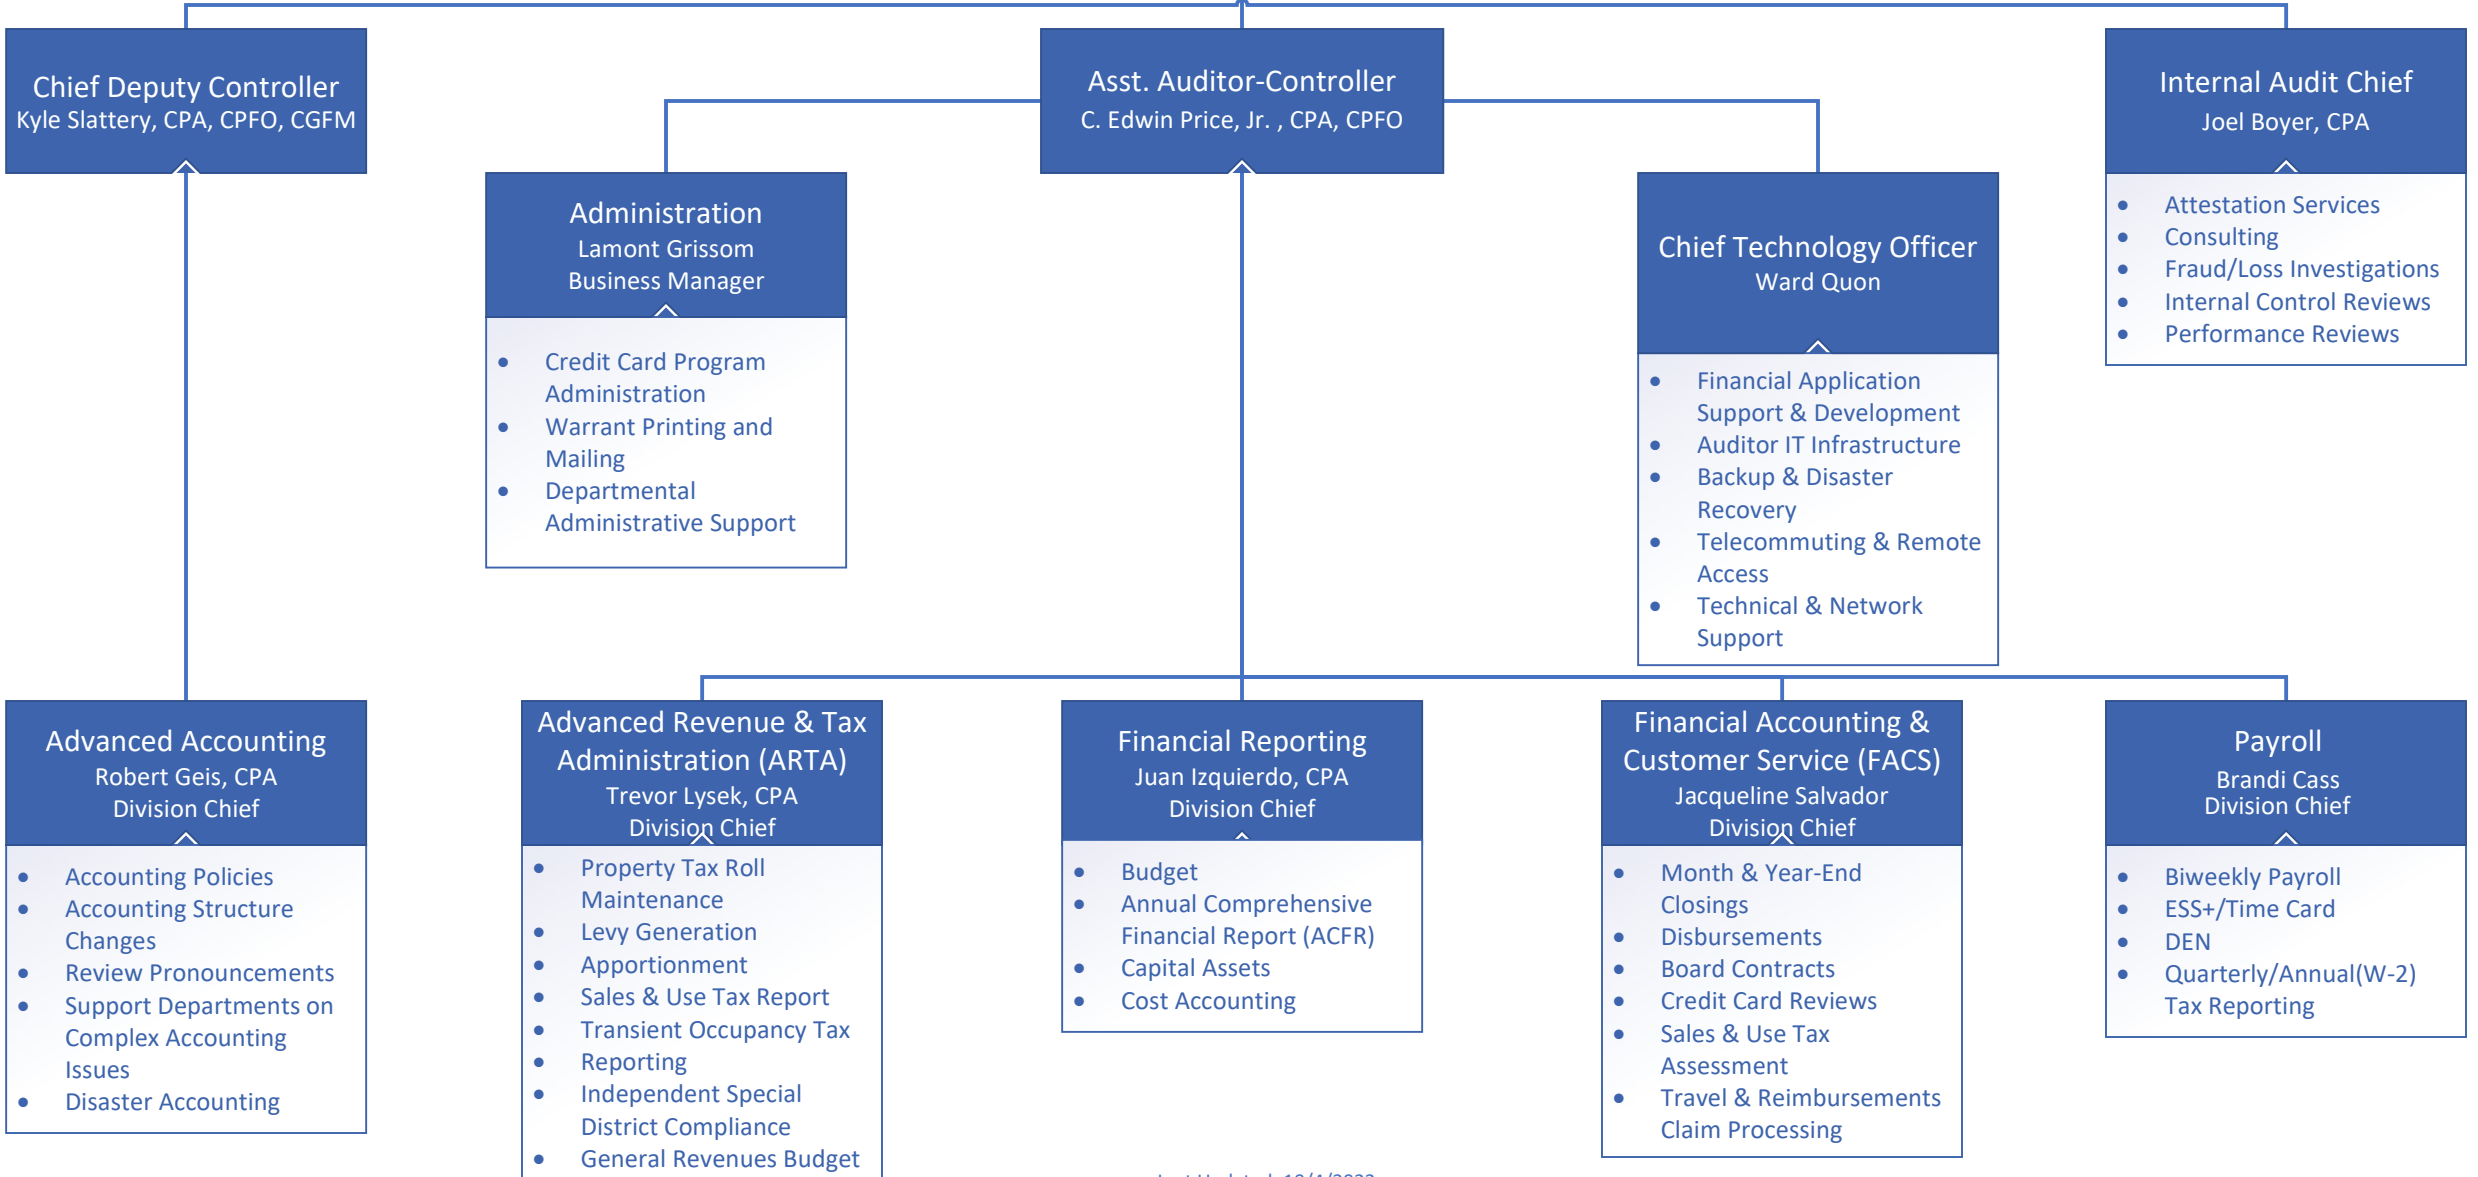 Chief Deputy Controller
Kyle Slattery, CPA, CPFO, CGFM
Asst. Auditor-Controller
C. Edwin Price, Jr. , CPA, CPFO
Internal Audit Chief
Joel Boyer, CPA
• Attestation Services
• Consulting
• Fraud/Loss Investigations
• Internal Control Reviews
• Performance Reviews
Administration
Lamont Grissom
Business Manager
• Credit Card Program
Administration
• Warrant Printing and
Mailing
• Departmental
Administrative Support
Chief Technology Officer
Ward Quon
• Financial Application
Support & Development
• Auditor IT Infrastructure
• Backup & Disaster
Recovery
• Telecommuting & Remote
Access
• Technical & Network
Support
Advanced Accounting
Robert Geis, CPA
Division Chief
• Accounting Policies
• Accounting Structure
Changes
• Review Pronouncements
• Support Departments on
Complex Accounting
Issues
• Disaster Accounting
Advanced Revenue & Tax
Administration (ARTA)
Trevor Lysek, CPA
Division Chief
• Property Tax Roll
Maintenance
• Levy Generation
• Apportionment
• Sales & Use Tax Report
• Transient Occupancy Tax
• Reporting
• Independent Special
District Compliance
• General Revenues Budget
Financial Reporting
Juan Izquierdo, CPA
Division Chief
• Budget
• Annual Comprehensive
Financial Report (ACFR)
• Capital Assets
• Cost Accounting
Financial Accounting &
Customer Service (FACS)
Jacqueline Salvador
Division Chief
• Month & Year-End
Closings
• Disbursements
• Board Contracts
• Credit Card Reviews
• Sales & Use Tax
Assessment
• Travel & Reimbursements
Claim Processing
Payroll
Brandi Cass
Division Chief
• Biweekly Payroll
• ESS+/Time Card
• DEN
• Quarterly/Annual(W-2)
Tax Reporting